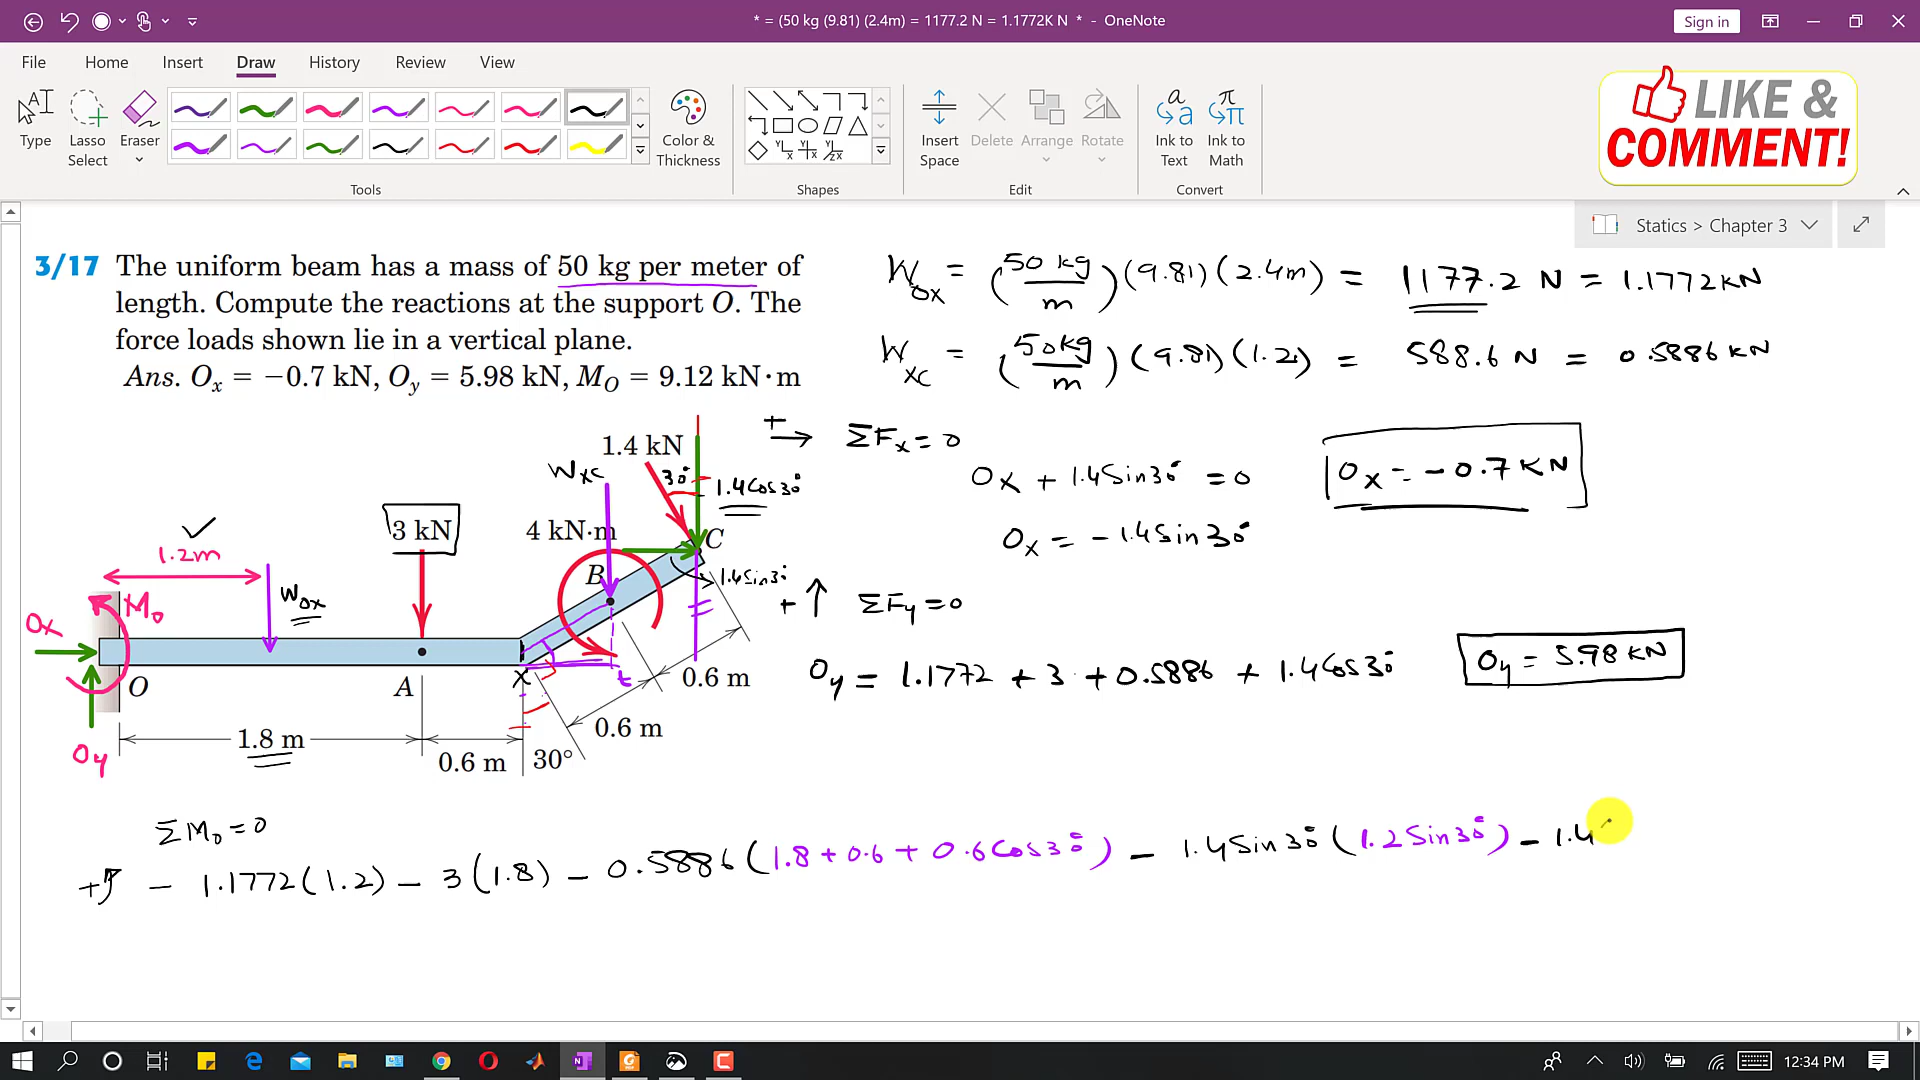 * = (50 kg (9.81) (2.4m) = 1177.2 N = 1.1772K N * - OneNote
Sign in
File Home Insert Draw History Review View
Type
Lasso Select
Eraser
Color & Thickness
Insert Space
Delete
Arrange
Rotate
Ink to Text
Ink to Math
Tools
Shapes
Edit
Convert
LIKE &
COMMENT!
Statics > Chapter 3
3/17 The uniform beam has a mass of 50 kg per meter of
length. Compute the reactions at the support O. The
force loads shown lie in a vertical plane.
Ans. Ox = −0.7 kN, Oy = 5.98 kN, MO = 9.12 kN·m
W_OX = (50 kg/m)(9.81)(2.4m) = 1177.2 N = 1.1772KN
W_XC = (50kg/m)(9.81)(1.2) = 588.6 N = 0.5886 KN
+→ ΣFx = 0
Ox + 1.4Sin30° = 0
Ox = −0.7 KN
Ox = −1.4Sin30°
+↑ ΣFy = 0
Oy = 1.1772 + 3 + 0.5886 + 1.4Cos30°
Oy = 5.98 KN
1.4 kN
W_XC
30°
1.4Cos30°
3 kN
4 kN·m
C
✓
1.2m
B
1.4Sin30°
W_OX
Mo
Ox
O
A
X
t
0.6 m
0.6 m
1.8 m
0.6 m
30°
Oy
ΣMo = 0
+↺ − 1.1772(1.2) − 3(1.8) − 0.5886(1.8 + 0.6 + 0.6Cos30°) − 1.4Sin30°(1.2Sin30°) − 1.4
12:34 PM